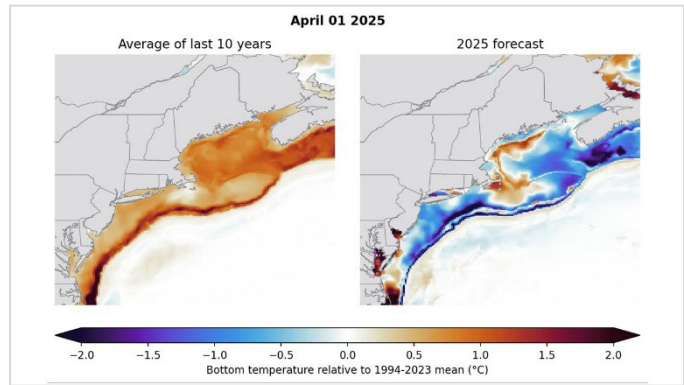 April 01 2025
Average of last 10 years
2025 forecast
−2.0 −1.5 −1.0 −0.5 0.0 0.5 1.0 1.5 2.0
Bottom temperature relative to 1994-2023 mean (°C)